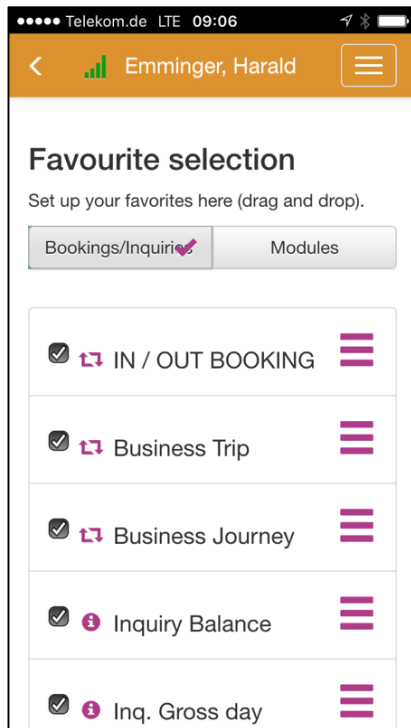 Telekom.de LTE 09:06
Emminger, Harald
Favourite selection
Set up your favorites here (drag and drop).
Bookings/Inquiries Modules
IN / OUT BOOKING
Business Trip
Business Journey
Inquiry Balance
Inq. Gross day